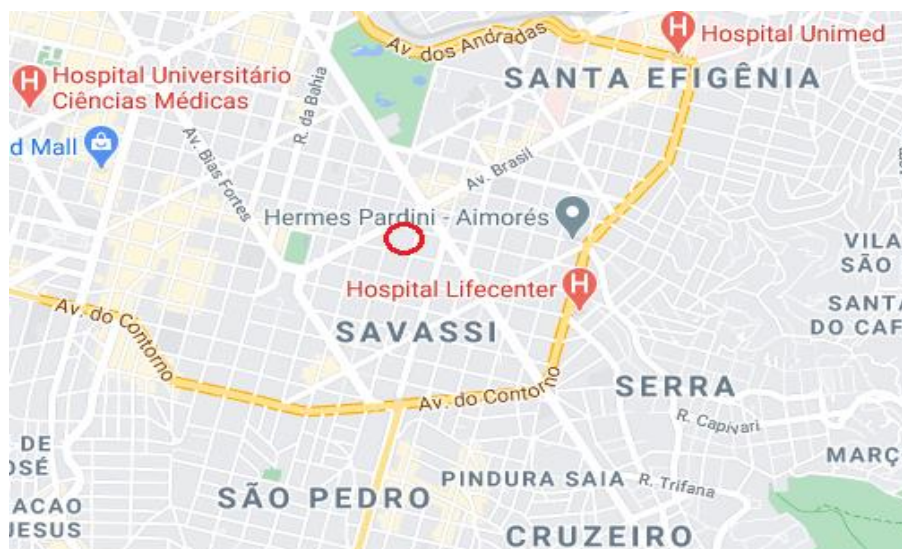 Av. dos Andradas
Hospital Unimed
SANTA EFIGÊNIA
Hospital Universitário
Ciências Médicas
R. da Bahia
d Mall
Av. Bias Fortes
Av. Brasil
Hermes Pardini - Aimorés
VILA
SÃO
Hospital Lifecenter
SANTA
DO CAF
Av. do Contorno
SAVASSI
SERRA
Av. do Contorno
R. Capivari
DE
OSÉ
MARÇ
PINDURA SAIA
R. Trifana
SÃO PEDRO
ACAO
JESUS
CRUZEIRO